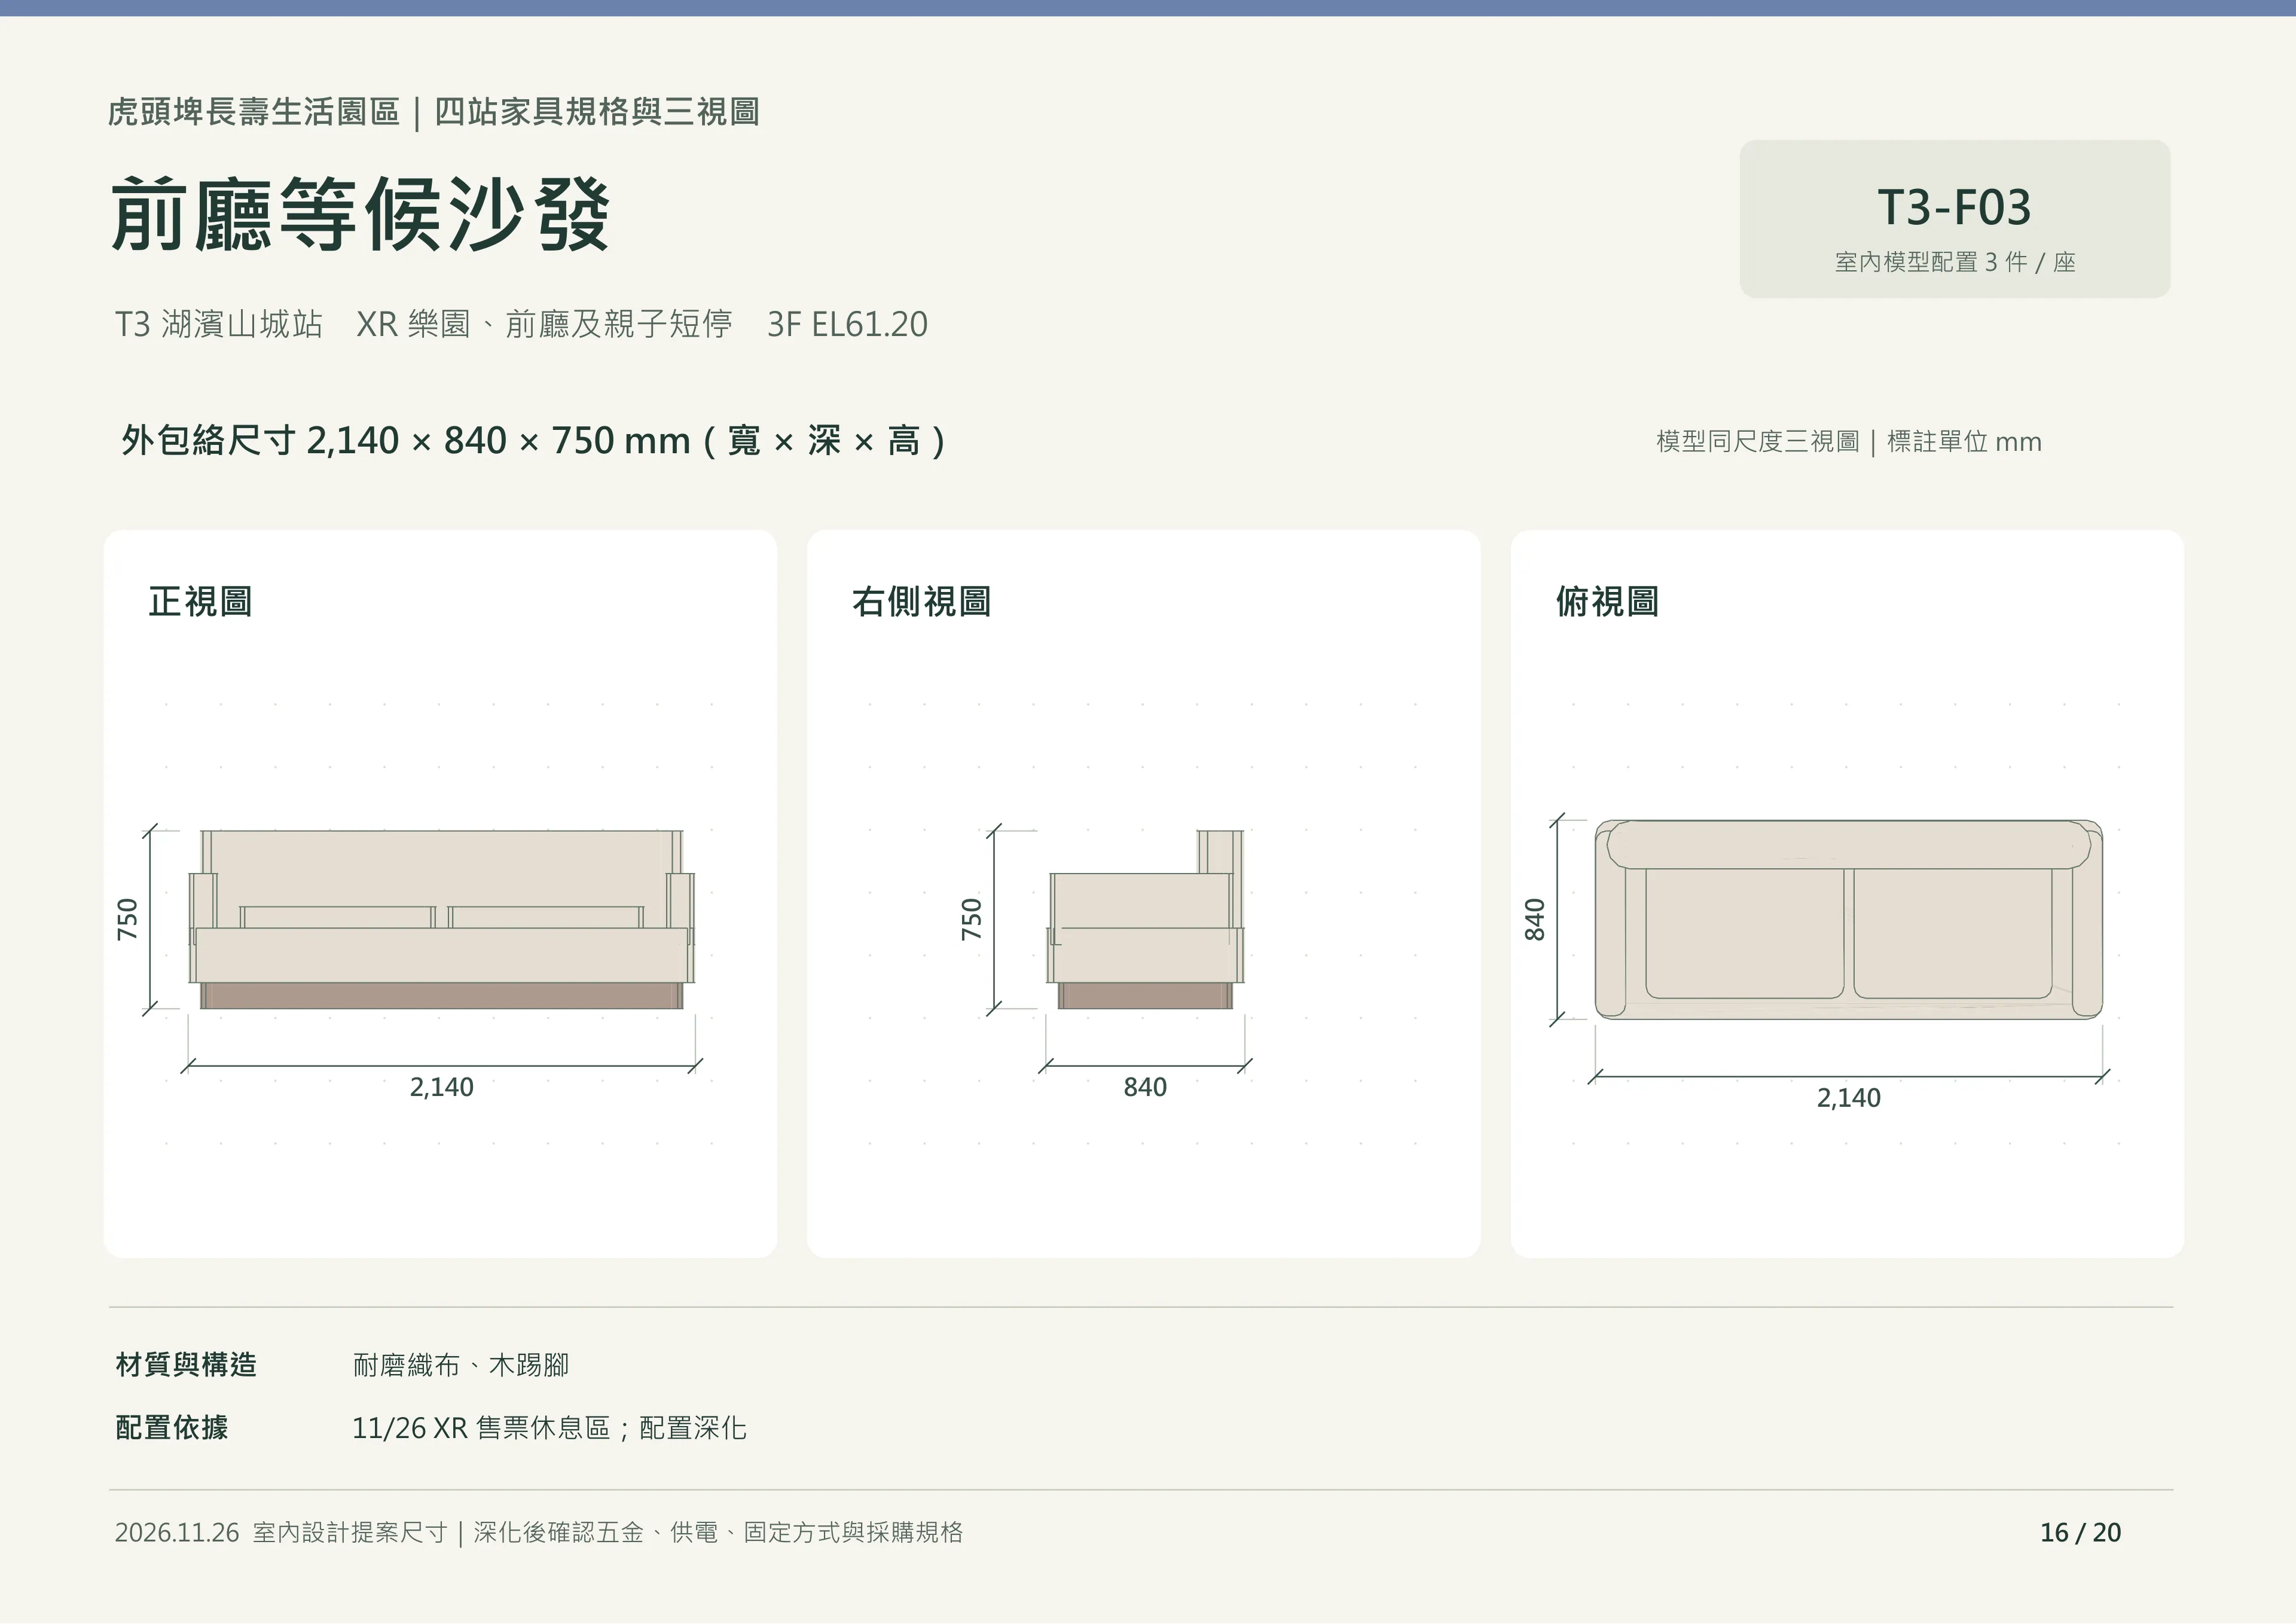 虎頭埤長壽生活園區 | 四站家具規格與三視圖
前廳等候沙發
T3-F03
室內模型配置 3 件 / 座
T3 湖濱山城站　XR 樂園、前廳及親子短停　3F EL61.20
外包絡尺寸 2,140 × 840 × 750 mm ( 寬 × 深 × 高 )
模型同尺度三視圖 | 標註單位 mm
正視圖
750
2,140
右側視圖
750
840
俯視圖
840
2,140
材質與構造　耐磨織布、木踢腳
配置依據　11/26 XR 售票休息區；配置深化
2026.11.26 室內設計提案尺寸 | 深化後確認五金、供電、固定方式與採購規格
16 / 20